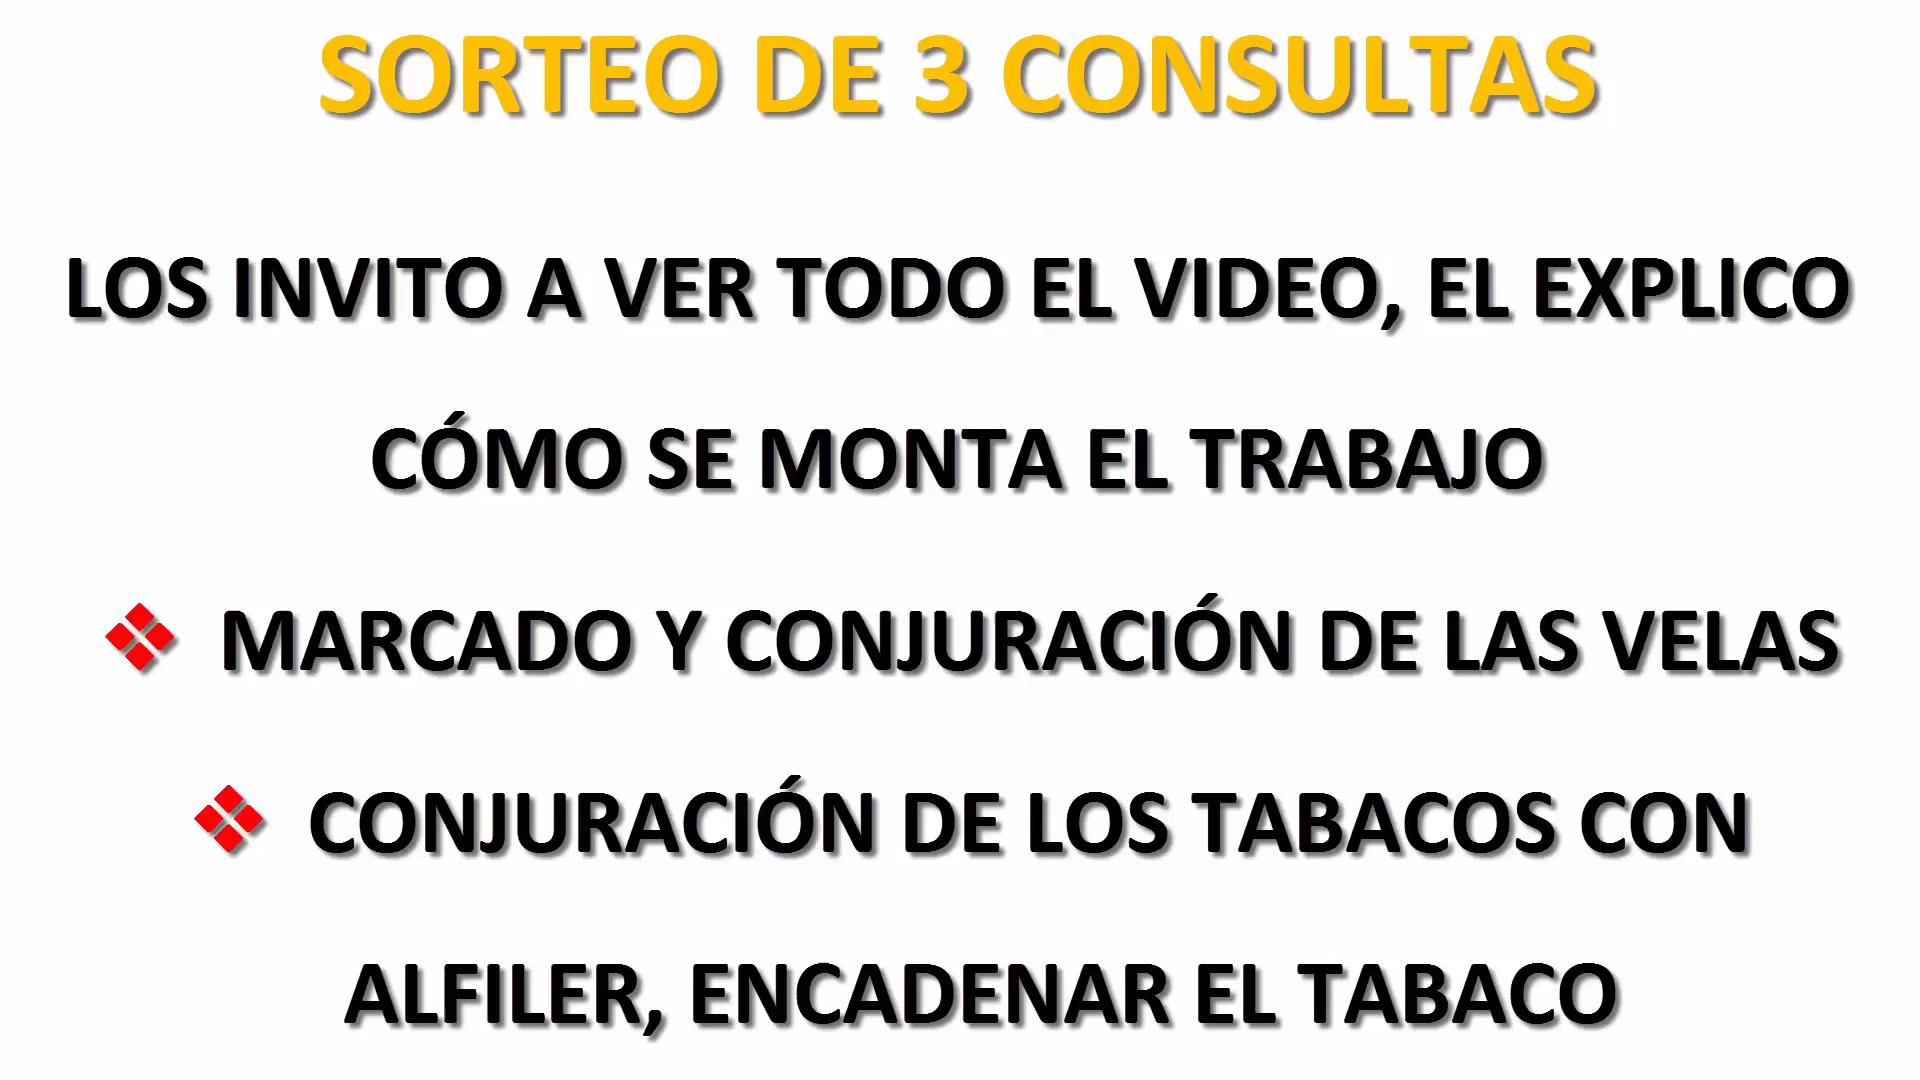 SORTEO DE 3 CONSULTAS
LOS INVITO A VER TODO EL VIDEO, EL EXPLICO
CÓMO SE MONTA EL TRABAJO
❖ MARCADO Y CONJURACIÓN DE LAS VELAS
❖ CONJURACIÓN DE LOS TABACOS CON
ALFILER, ENCADENAR EL TABACO